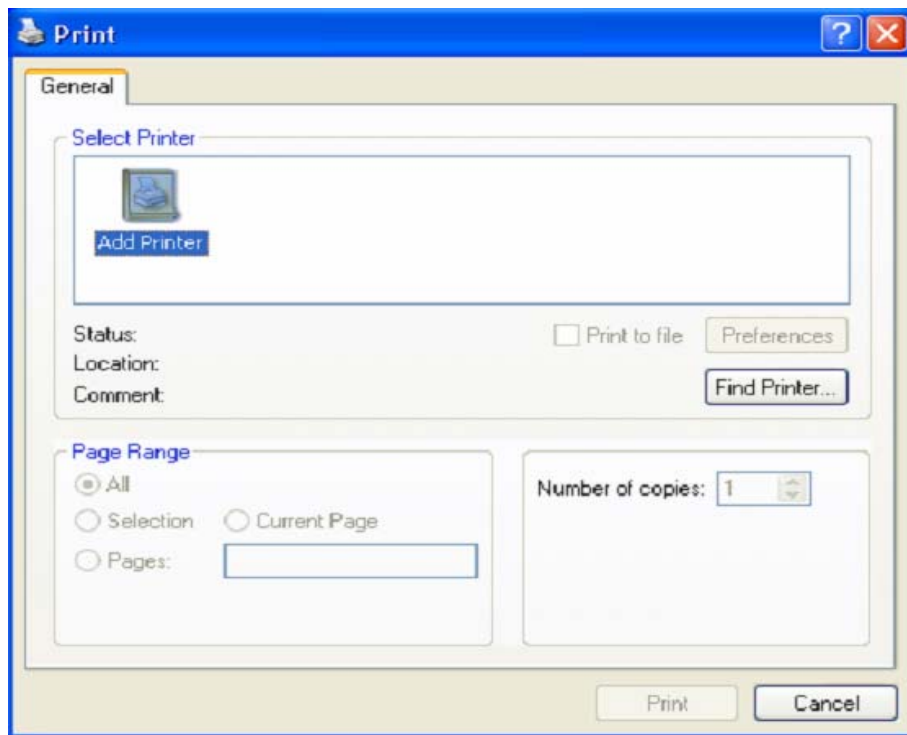 Print
General
Select Printer
Add Printer
Status:
Print to file
Preferences
Location:
Comment:
Find Printer...
Page Range
All
Number of copies: 1
Selection
Current Page
Pages:
Print
Cancel